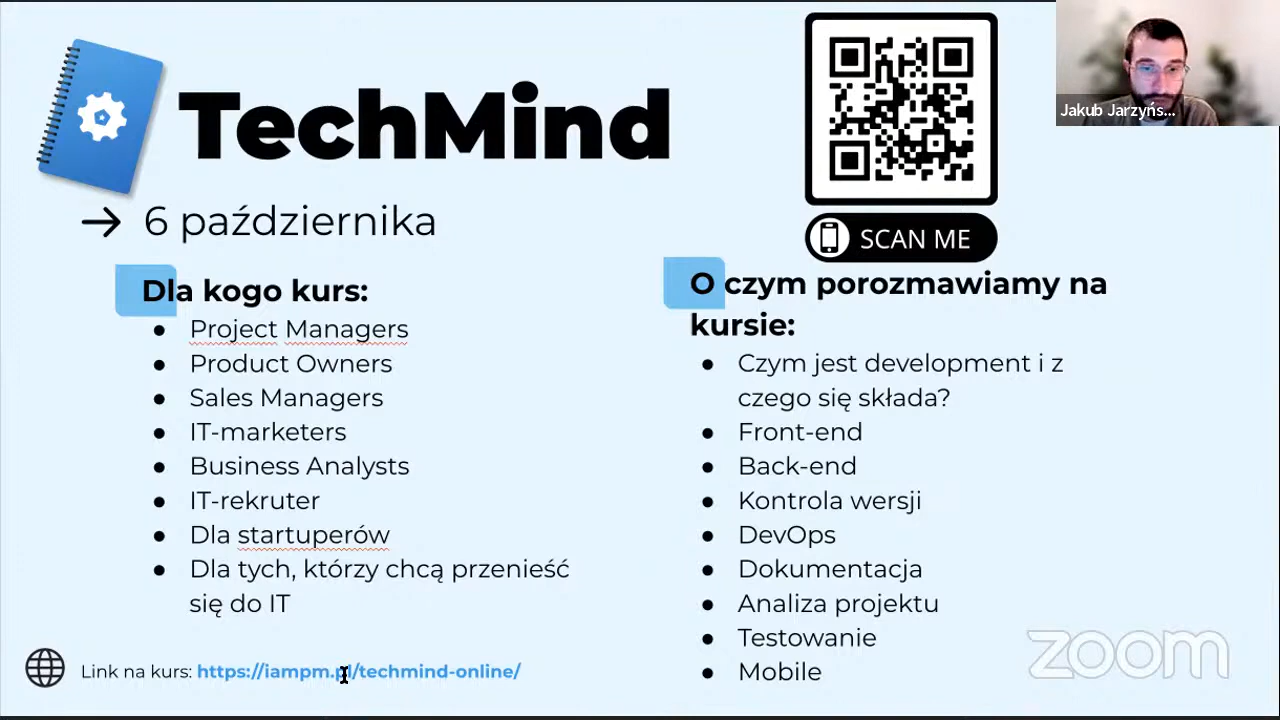 TechMind
6 października
SCAN ME
Jakub Jarzyńs...
Dla kogo kurs:
Project Managers
Product Owners
Sales Managers
IT-marketers
Business Analysts
IT-rekruter
Dla startuperów
Dla tych, którzy chcą przenieść
się do IT
O czym porozmawiamy na
kursie:
Czym jest development i z
czego się składa?
Front-end
Back-end
Kontrola wersji
DevOps
Dokumentacja
Analiza projektu
Testowanie
Mobile
Link na kurs: https://iampm.pl/techmind-online/
zoom